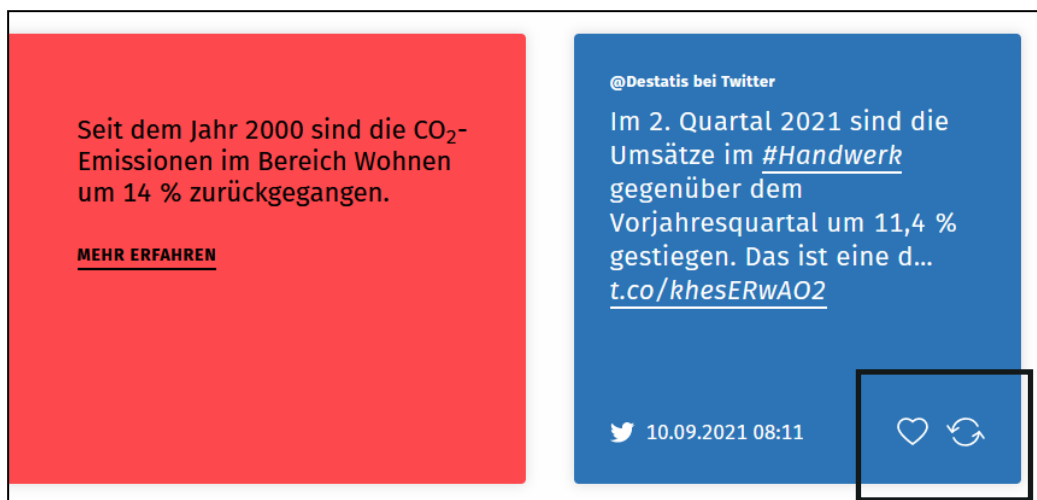 Seit dem Jahr 2000 sind die CO₂-
Emissionen im Bereich Wohnen
um 14 % zurückgegangen.
MEHR ERFAHREN
@Destatis bei Twitter
Im 2. Quartal 2021 sind die
Umsätze im #Handwerk
gegenüber dem
Vorjahresquartal um 11,4 %
gestiegen. Das ist eine d...
t.co/khesERwAO2
10.09.2021 08:11